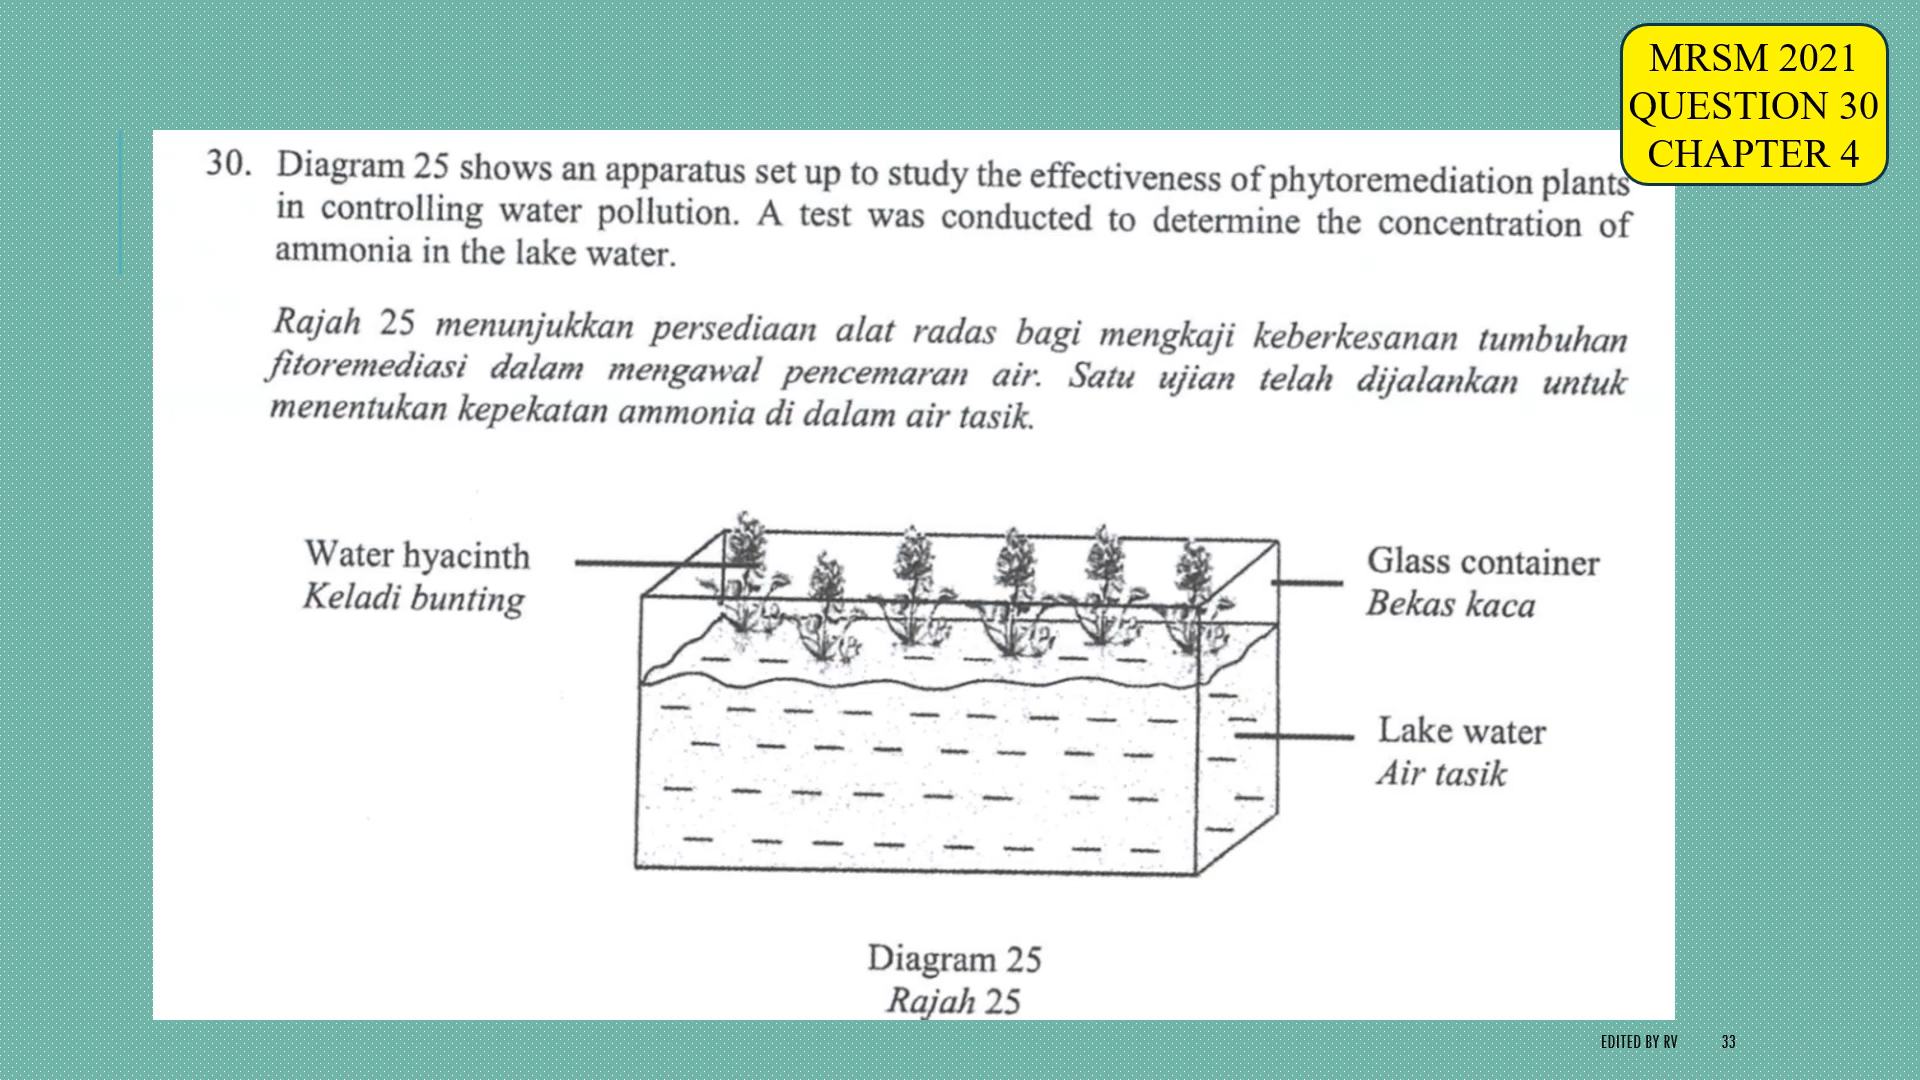 MRSM 2021
QUESTION 30
CHAPTER 4
30. Diagram 25 shows an apparatus set up to study the effectiveness of phytoremediation plants
in controlling water pollution. A test was conducted to determine the concentration of
ammonia in the lake water.
Rajah 25 menunjukkan persediaan alat radas bagi mengkaji keberkesanan tumbuhan
fitoremediasi dalam mengawal pencemaran air. Satu ujian telah dijalankan untuk
menentukan kepekatan ammonia di dalam air tasik.
Water hyacinth
Keladi bunting
Glass container
Bekas kaca
Lake water
Air tasik
Diagram 25
Rajah 25
EDITED BY RV 33